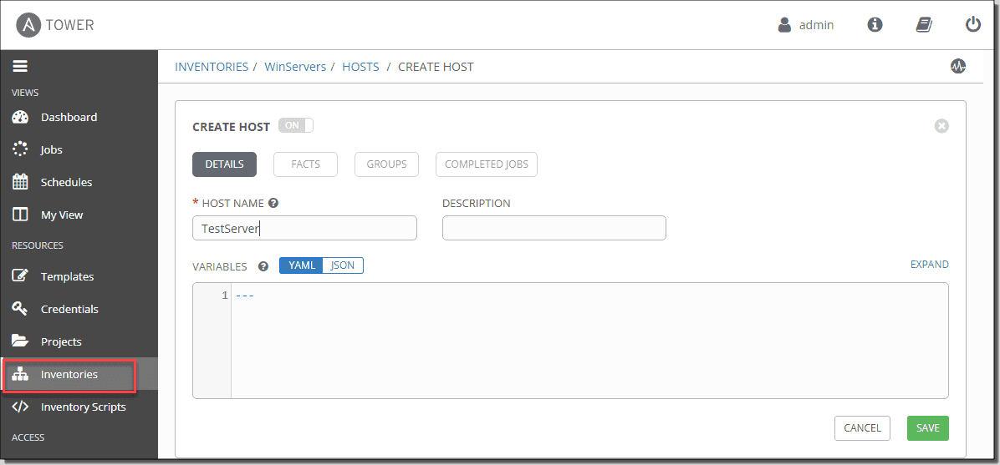 TOWER
admin
VIEWS
Dashboard
Jobs
Schedules
My View
RESOURCES
Templates
Credentials
Projects
Inventories
Inventory Scripts
ACCESS
INVENTORIES / WinServers / HOSTS / CREATE HOST
CREATE HOST ON
DETAILS FACTS GROUPS COMPLETED JOBS
* HOST NAME DESCRIPTION
TestServer
VARIABLES YAML JSON EXPAND
1 ---
CANCEL SAVE